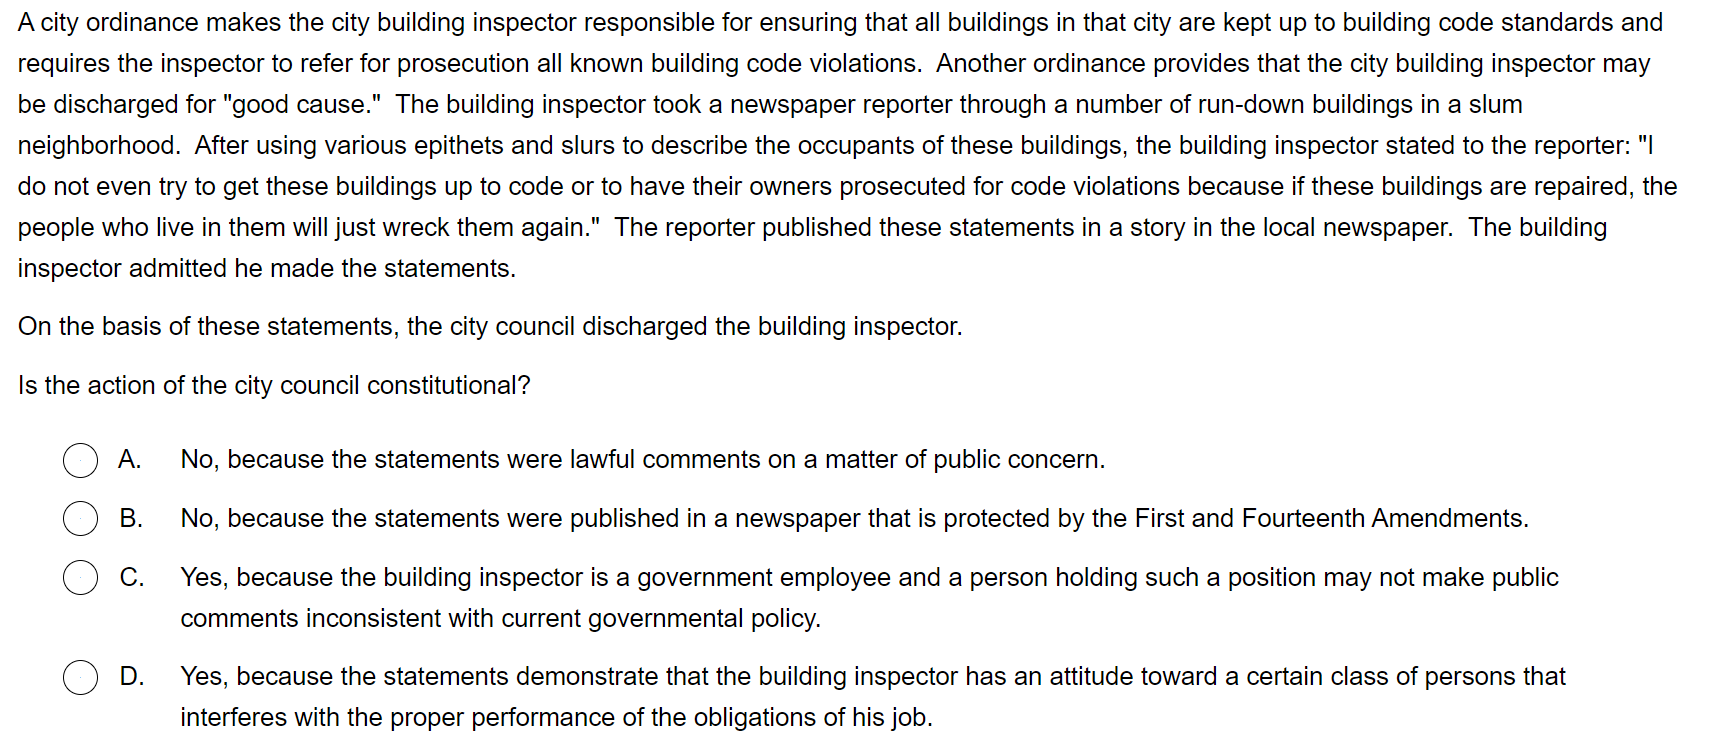 A city ordinance makes the city building inspector responsible for ensuring that all buildings in that city are kept up to building code standards and
requires the inspector to refer for prosecution all known building code violations.  Another ordinance provides that the city building inspector may
be discharged for "good cause."  The building inspector took a newspaper reporter through a number of run-down buildings in a slum
neighborhood.  After using various epithets and slurs to describe the occupants of these buildings, the building inspector stated to the reporter: "I
do not even try to get these buildings up to code or to have their owners prosecuted for code violations because if these buildings are repaired, the
people who live in them will just wreck them again."  The reporter published these statements in a story in the local newspaper.  The building
inspector admitted he made the statements.
On the basis of these statements, the city council discharged the building inspector.
Is the action of the city council constitutional?
A. No, because the statements were lawful comments on a matter of public concern.
B. No, because the statements were published in a newspaper that is protected by the First and Fourteenth Amendments.
C. Yes, because the building inspector is a government employee and a person holding such a position may not make public
comments inconsistent with current governmental policy.
D. Yes, because the statements demonstrate that the building inspector has an attitude toward a certain class of persons that
interferes with the proper performance of the obligations of his job.